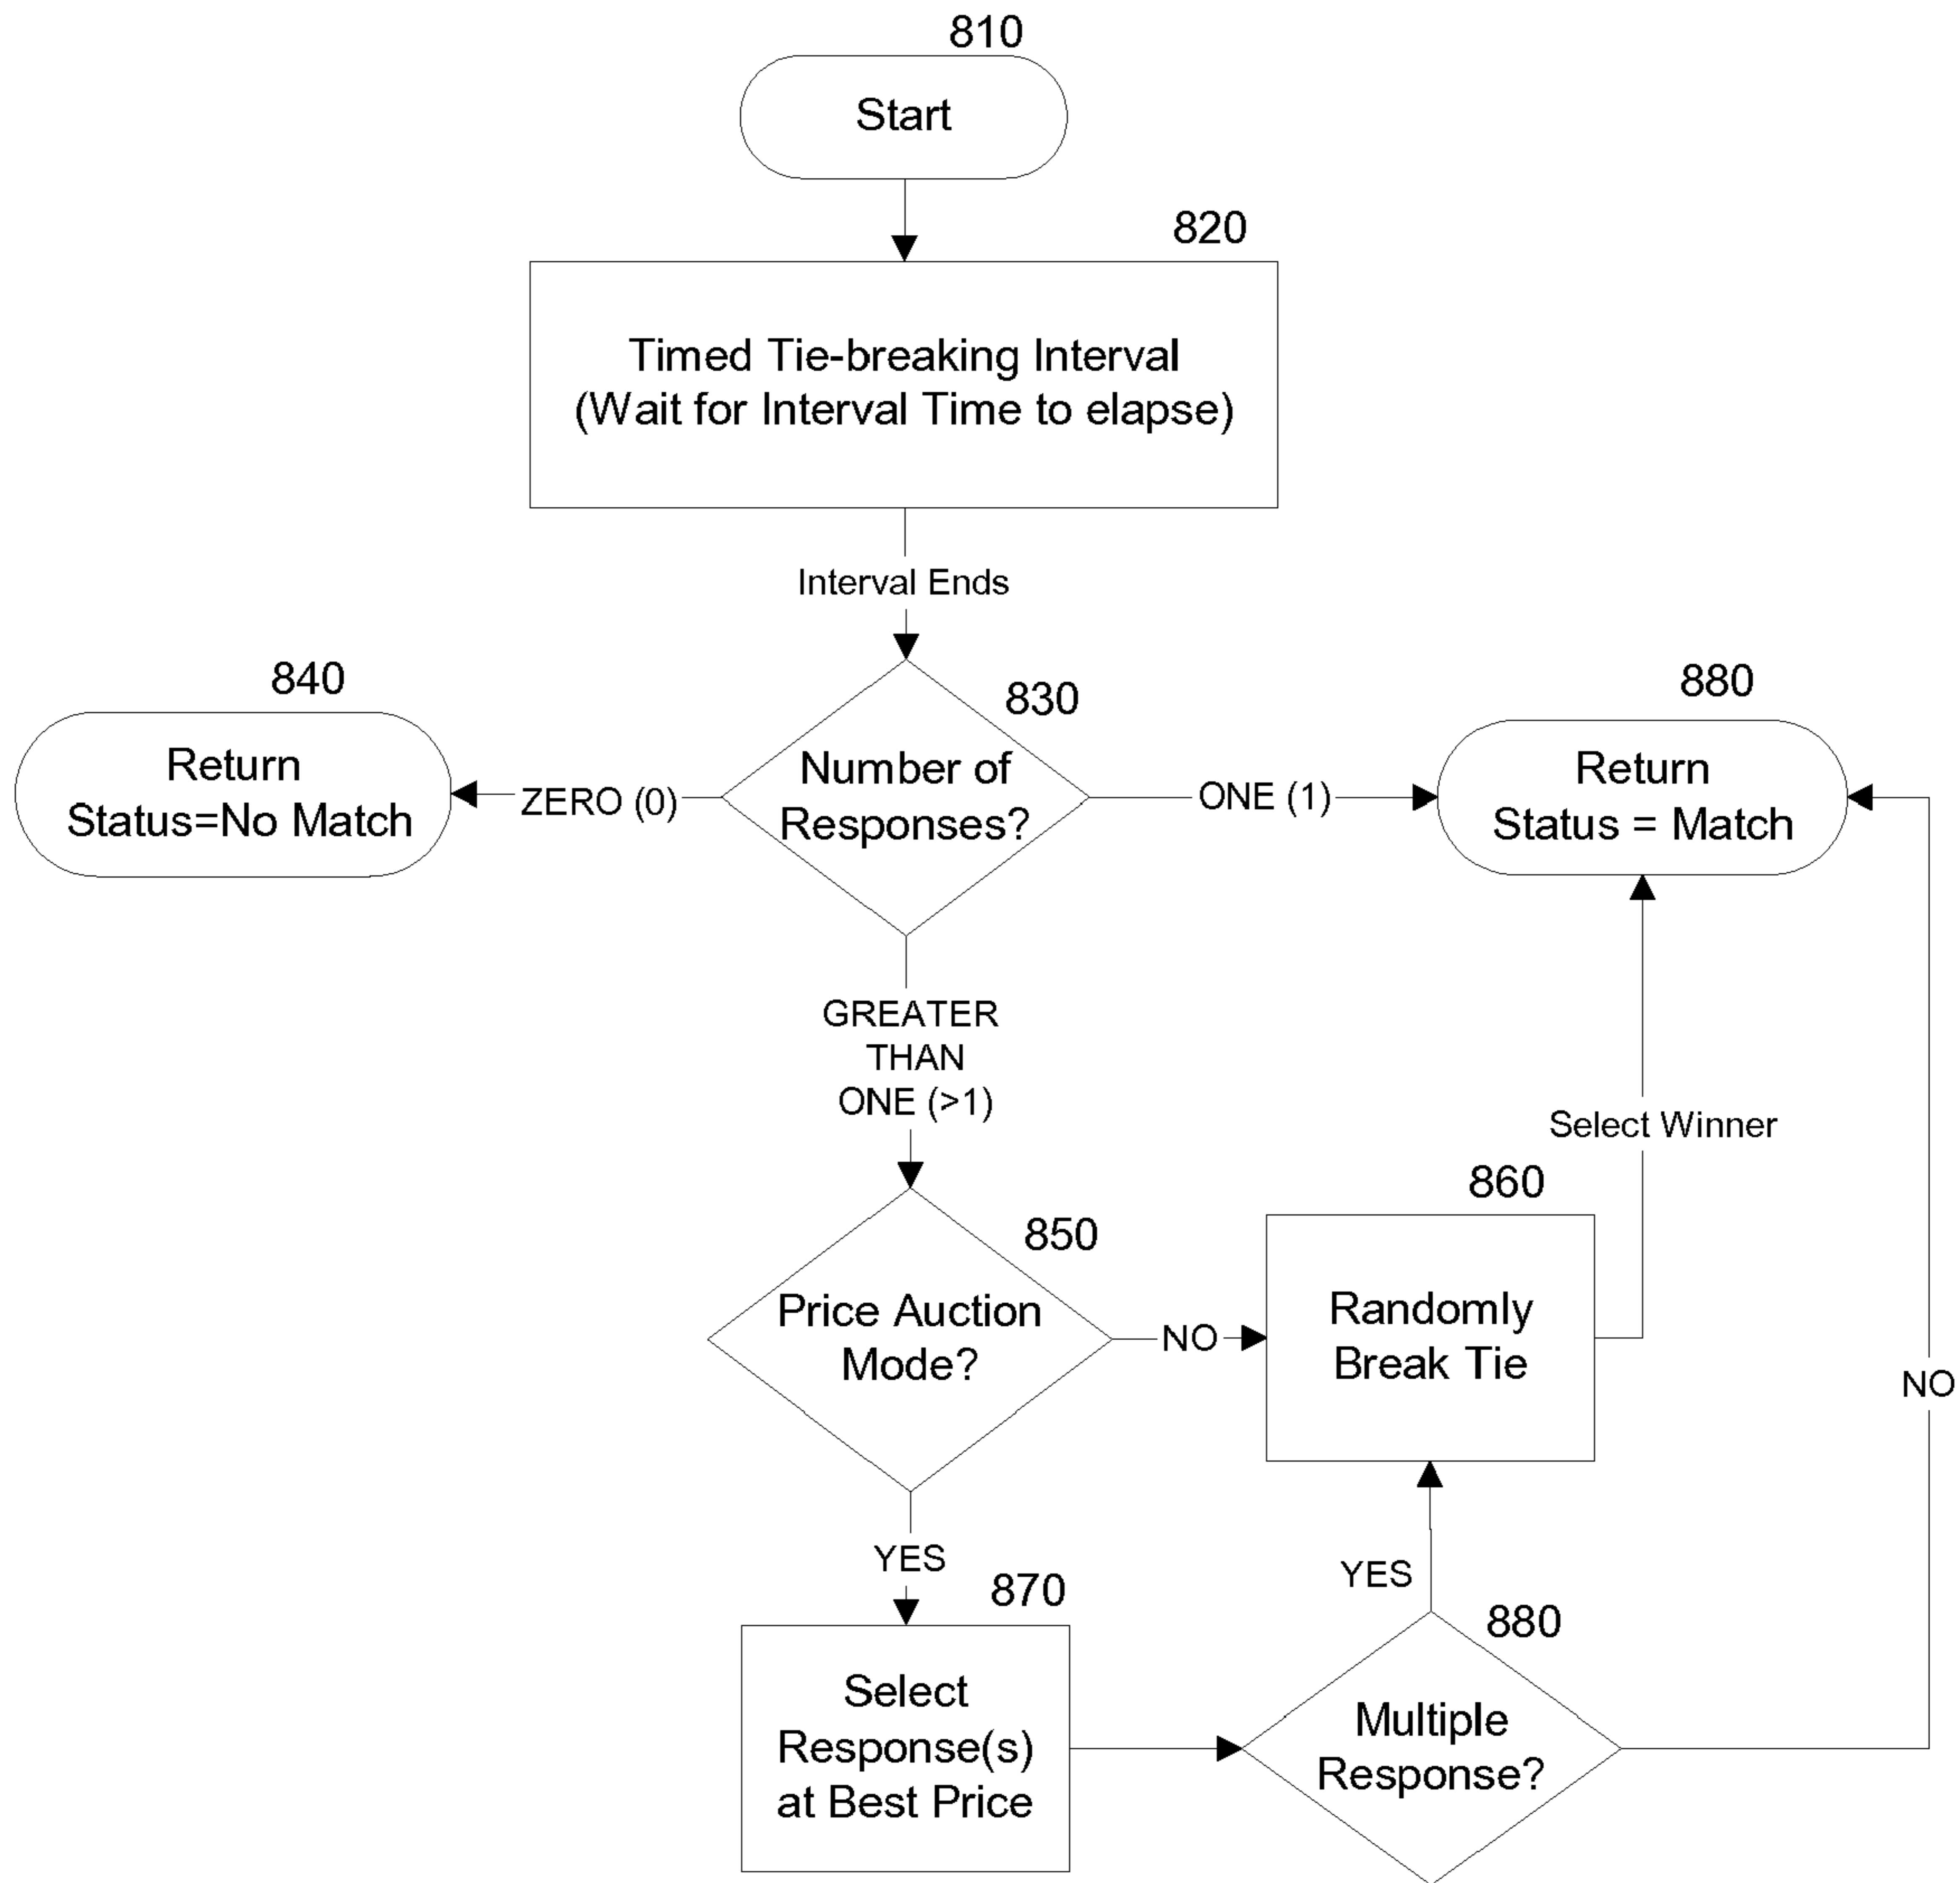 810
Start
820
Timed Tie-breaking Interval
(Wait for Interval Time to elapse)
Interval Ends
840
830
880
Return
Status=No Match
ZERO (0)
Number of
Responses?
ONE (1)
Return
Status = Match
GREATER
THAN
ONE (>1)
Select Winner
850
860
Price Auction
Mode?
NO
Randomly
Break Tie
NO
YES
YES
870
880
Select
Response(s)
at Best Price
Multiple
Response?